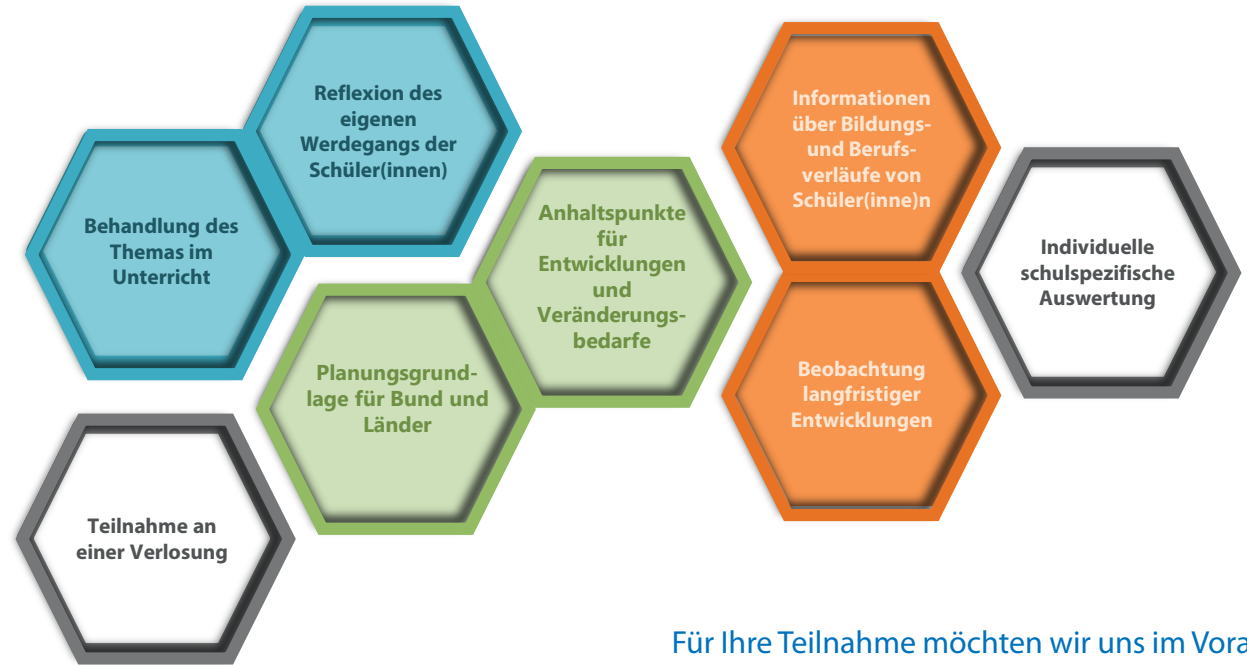 Reflexion des
eigenen
Werdegangs der
Schüler(innen)
Behandlung des
Themas im
Unterricht
Anhaltspunkte
für
Entwicklungen
und
Veränderungs-
bedarfe
Planungsgrund-
lage für Bund und
Länder
Informationen
über Bildungs-
und Berufs-
verläufe von
Schüler(inne)n
Beobachtung
langfristiger
Entwicklungen
Individuelle
schulspezifische
Auswertung
Teilnahme an
einer Verlosung
Für Ihre Teilnahme möchten wir uns im Vora